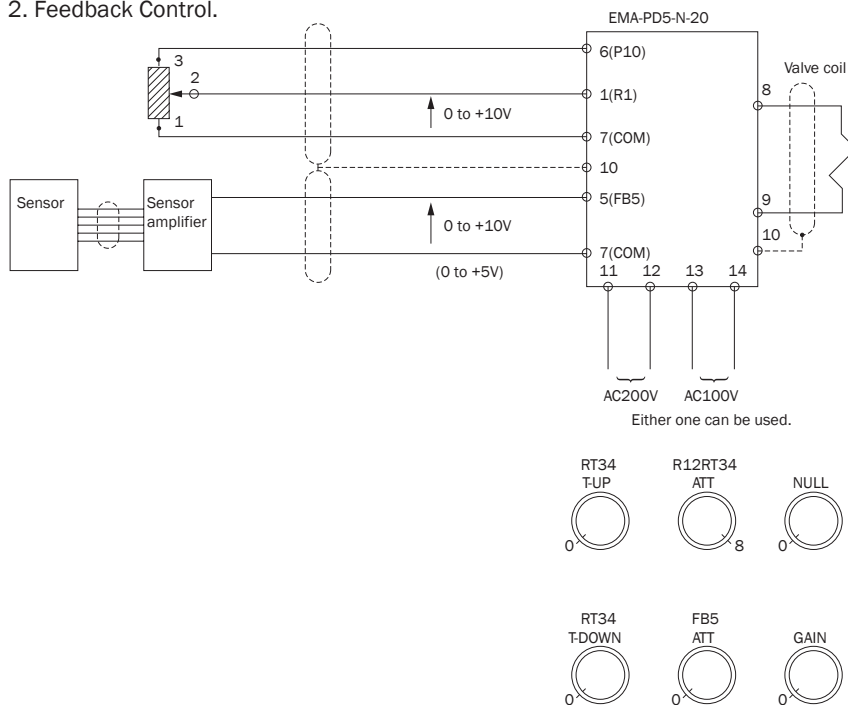 2. Feedback Control.
EMA-PD5-N-20
3
2
1
6(P10)
1(R1)
0 to +10V
7(COM)
10
Valve coil
8
9
10
Sensor
Sensor
amplifier
5(FB5)
0 to +10V
7(COM)
(0 to +5V)
11 12 13 14
AC200V AC100V
Either one can be used.
RT34 R12RT34
T-UP ATT NULL
0 8 0
RT34 FB5
T-DOWN ATT GAIN
0 0 0